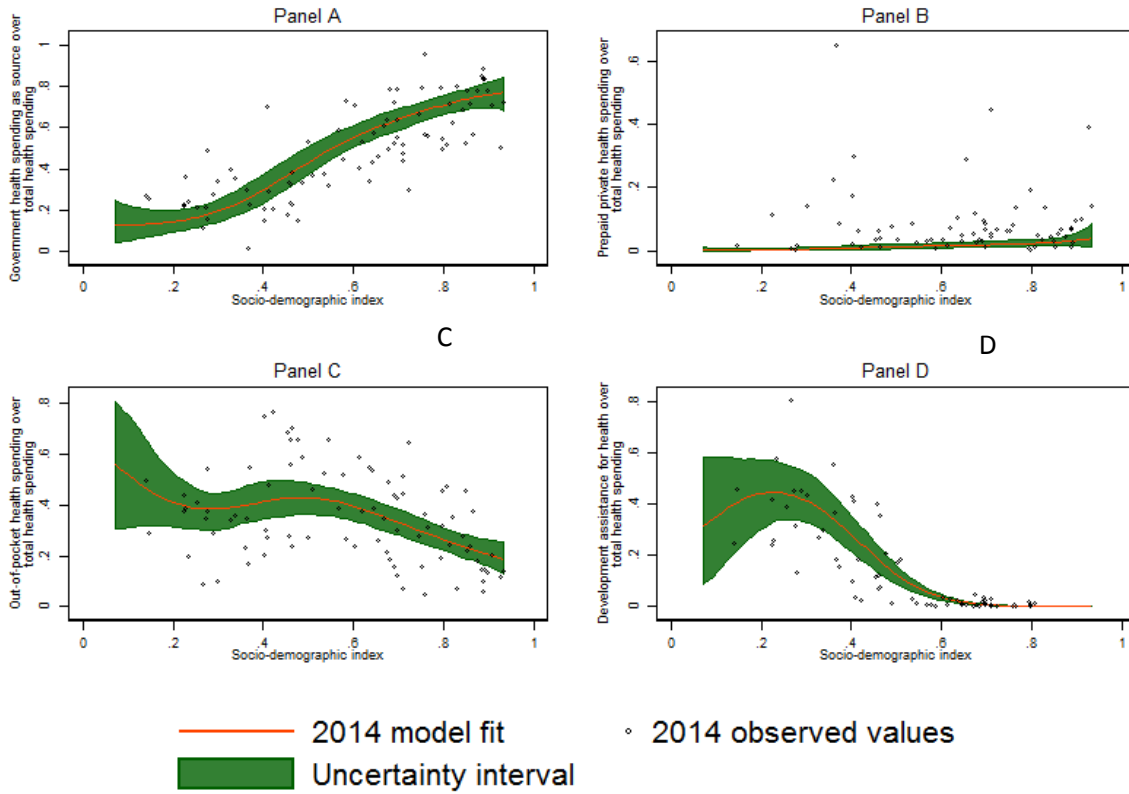 Panel A
Government health spending as source over
total health spending
1
.8
.6
.4
.2
0
0 .2 .4 .6 .8 1
Socio-demographic index
Panel B
Prepaid private health spending over
total health spending
.6
.4
.2
0
0 .2 .4 .6 .8 1
Socio-demographic index
C
D
Panel C
Out-of-pocket health spending over
total health spending
.8
.6
.4
.2
0
0 .2 .4 .6 .8 1
Socio-demographic index
Panel D
Development assistance for health over
total health spending
.8
.6
.4
.2
0
0 .2 .4 .6 .8 1
Socio-demographic index
2014 model fit
2014 observed values
Uncertainty interval